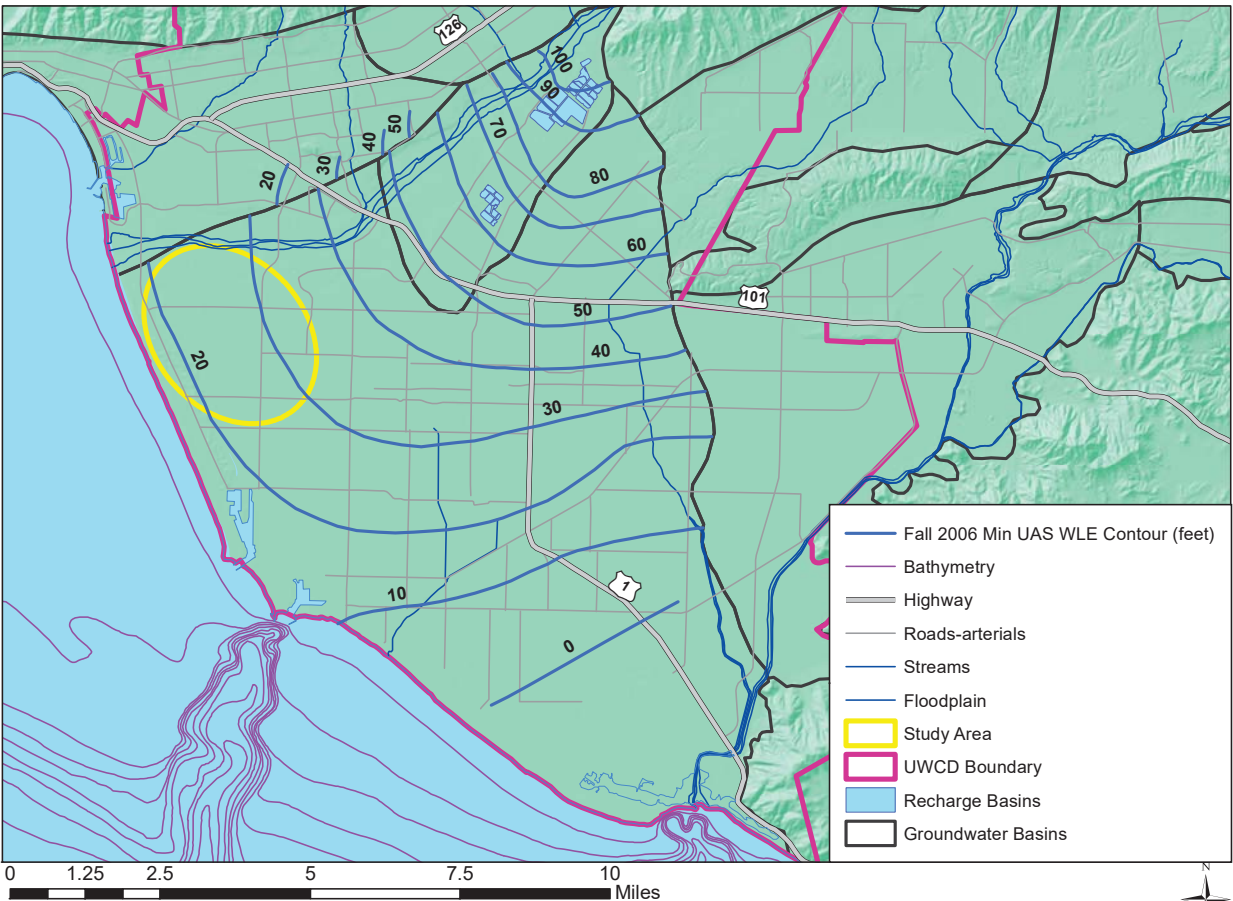 126
100
90
70
50
40
30
20
80
60
101
50
40
20
30
10
1
0
Fall 2006 Min UAS WLE Contour (feet)
Bathymetry
Highway
Roads-arterials
Streams
Floodplain
Study Area
UWCD Boundary
Recharge Basins
Groundwater Basins
0 1.25 2.5 5 7.5 10
Miles
N